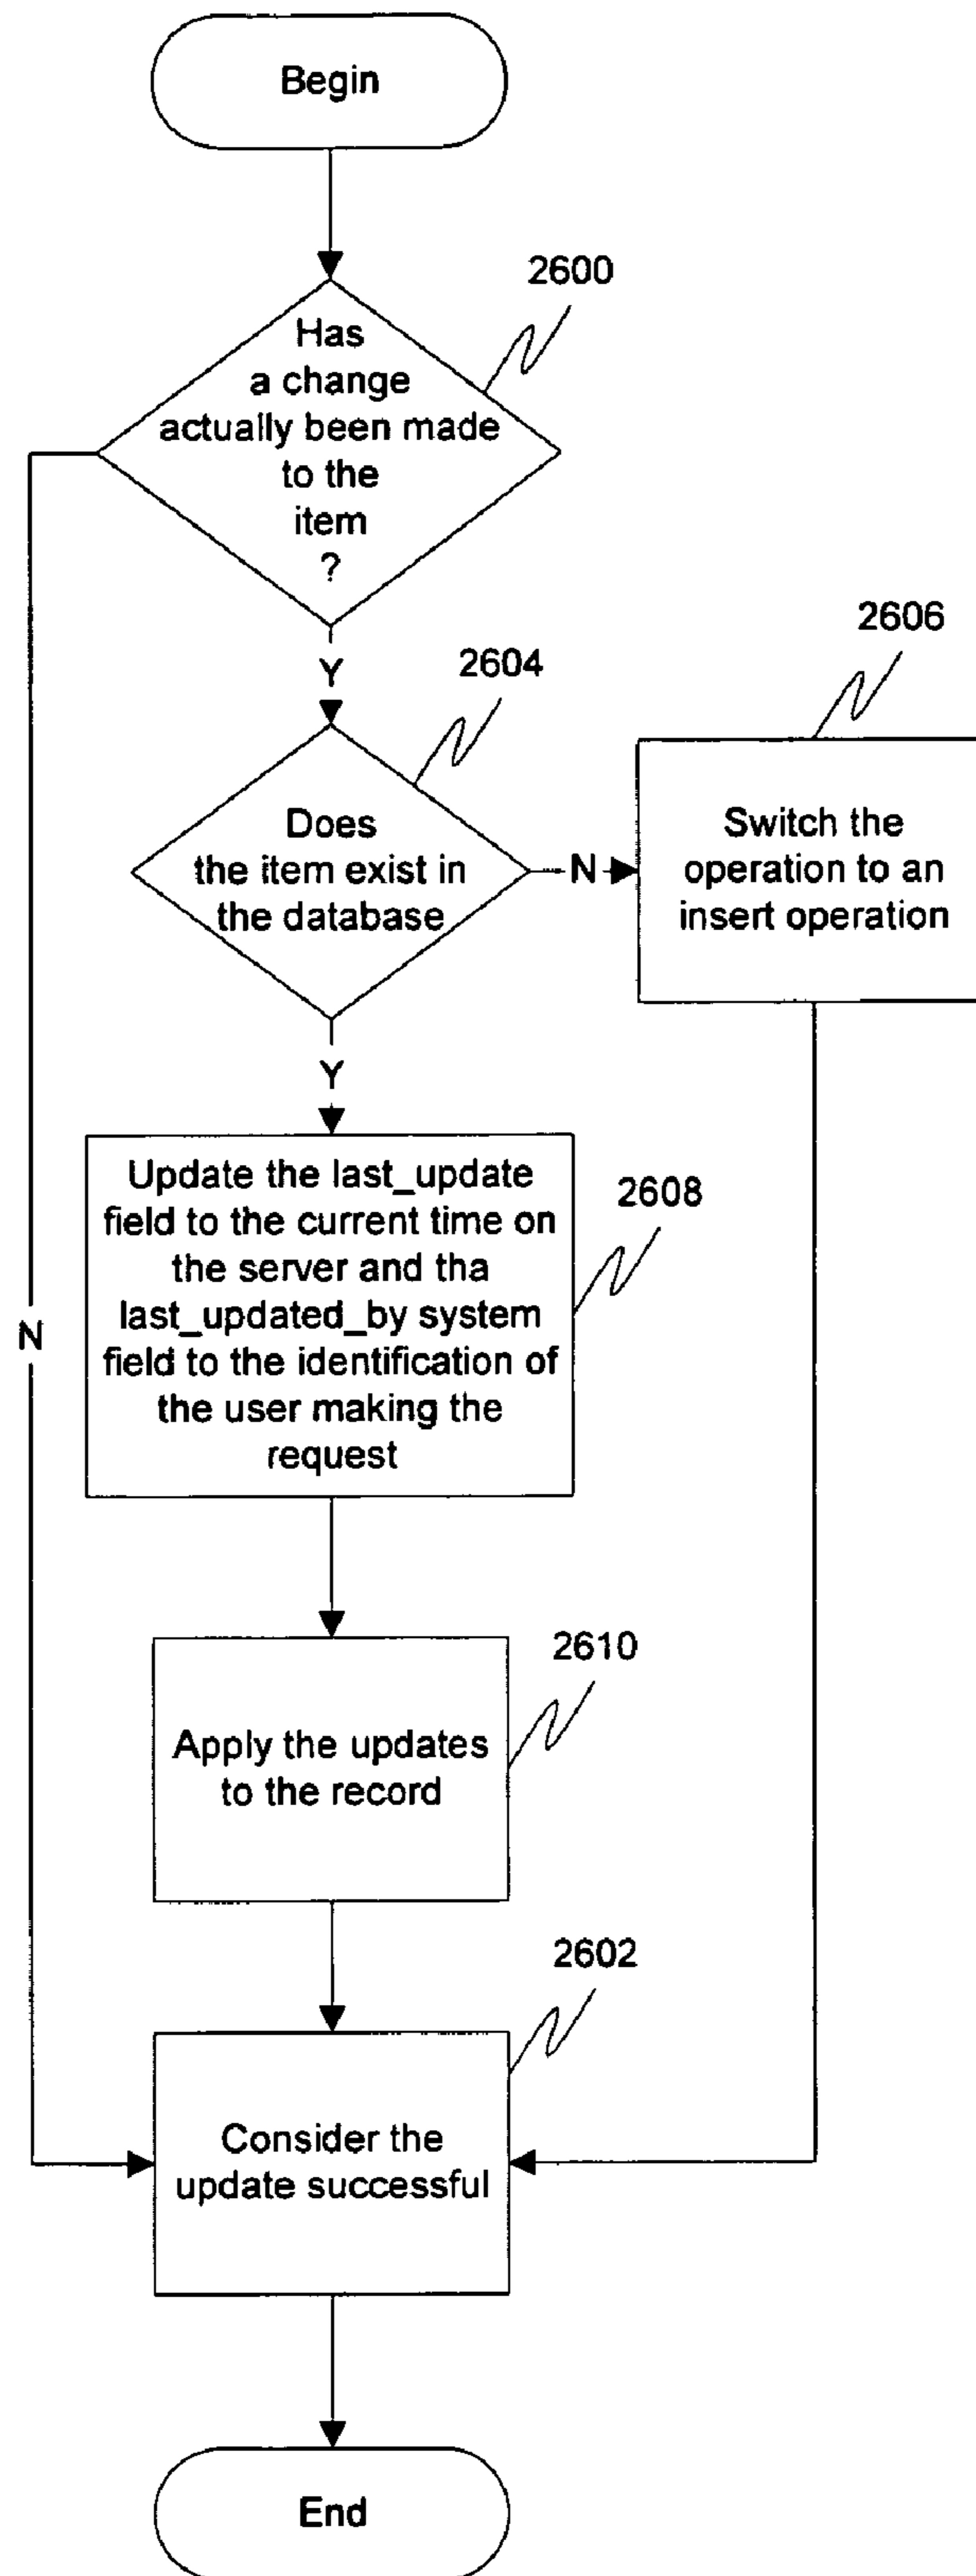 Begin
2600
Has
a change
actually been made
to the
item
?
Y
2604
2606
Does
the item exist in
the database
N
Switch the
operation to an
insert operation
Y
Update the last_update
field to the current time on
the server and tha
last_updated_by system
field to the identification of
the user making the
request
2608
N
2610
Apply the updates
to the record
2602
Consider the
update successful
End